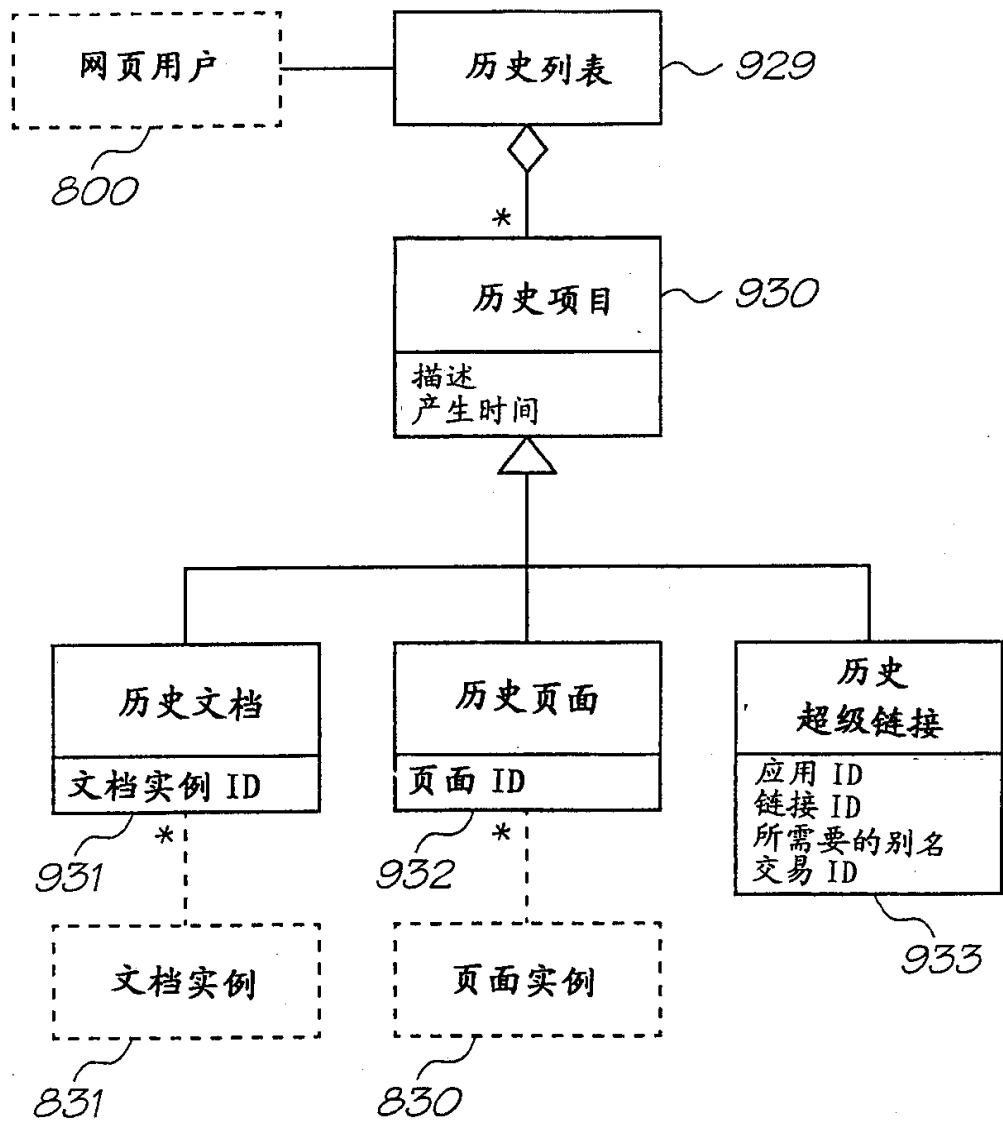 网页用户
历史列表
929
800
*
历史项目
930
描述
产生时间
历史文档
历史页面
历史
超级链接
文档实例 ID
页面 ID
应用 ID
链接 ID
所需要的别名
交易 ID
*
*
931
932
933
文档实例
页面实例
831
830